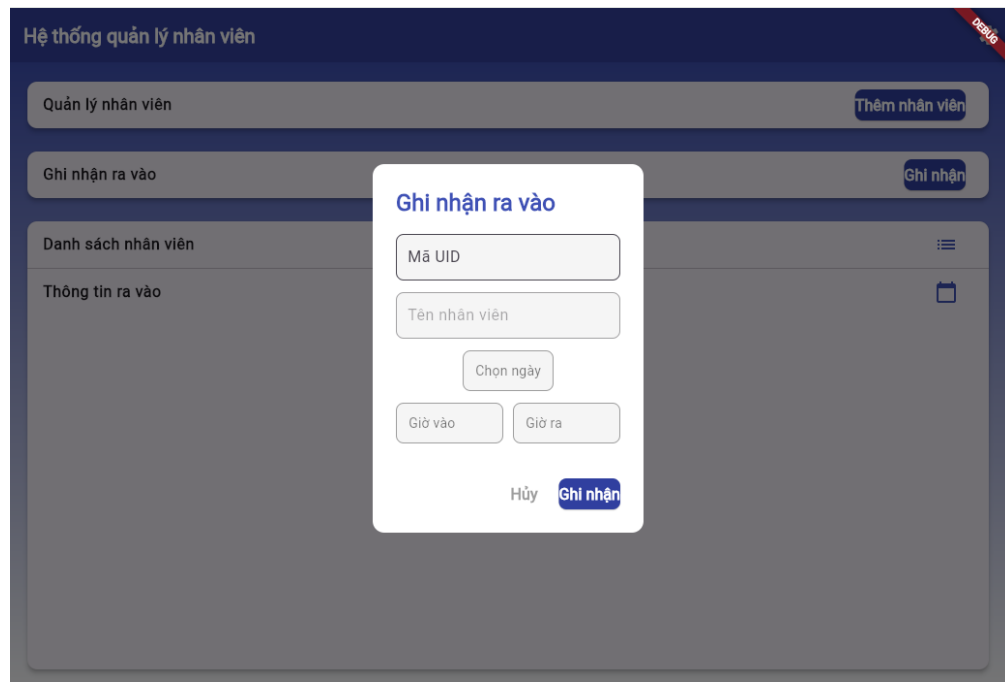 Hệ thống quản lý nhân viên
DEBUG
Quản lý nhân viên
Thêm nhân viên
Ghi nhận ra vào
Ghi nhận
Danh sách nhân viên
Thông tin ra vào
Ghi nhận ra vào
Mã UID
Tên nhân viên
Chọn ngày
Giờ vào
Giờ ra
Hủy
Ghi nhận